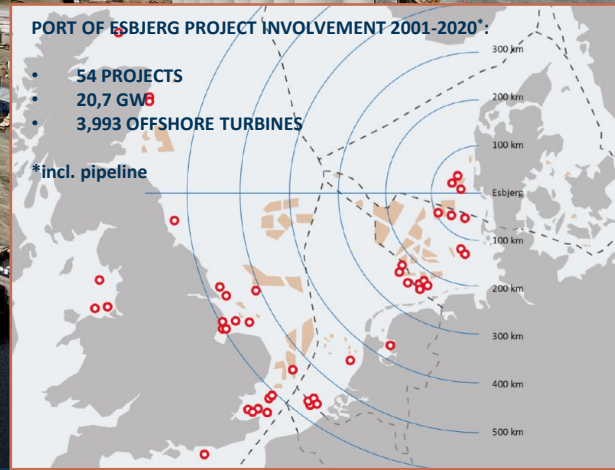 PORT OF ESBJERG PROJECT INVOLVEMENT 2001-2020*:
• 54 PROJECTS
• 20,7 GW
• 3,993 OFFSHORE TURBINES
*incl. pipeline
300 km
200 km
100 km
Esbjerg
100 km
200 km
300 km
400 km
500 km